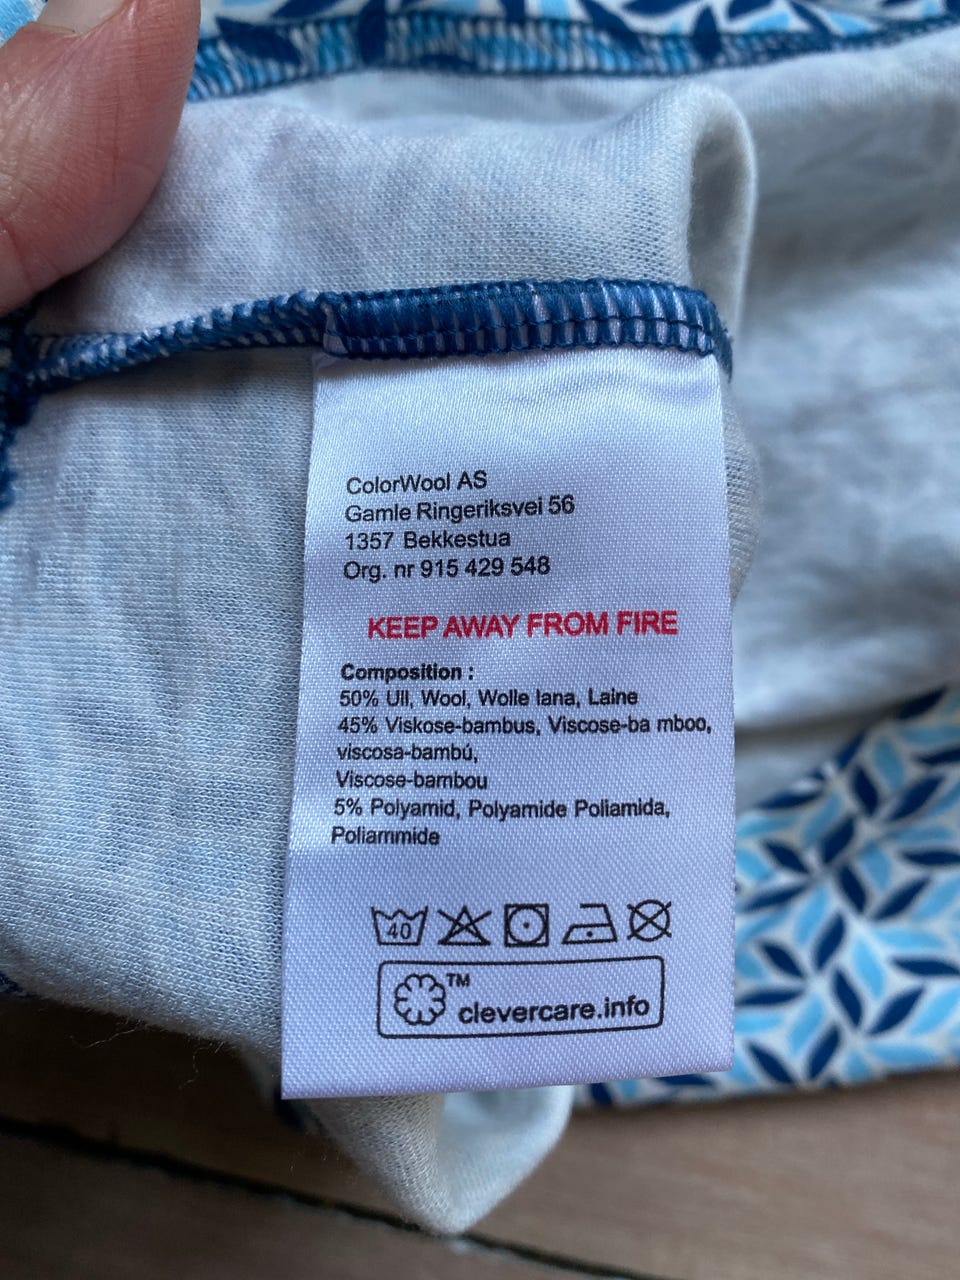 ColorWool AS
Gamle Ringeriksvei 56
1357 Bekkestua
Org. nr 915 429 548
KEEP AWAY FROM FIRE
Composition :
50% Ull, Wool, Wolle lana, Laine
45% Viskose-bambus, Viscose-ba mboo,
viscosa-bambú,
Viscose-bambou
5% Polyamid, Polyamide Poliamida,
Poliammide
40
TM
clevercare.info